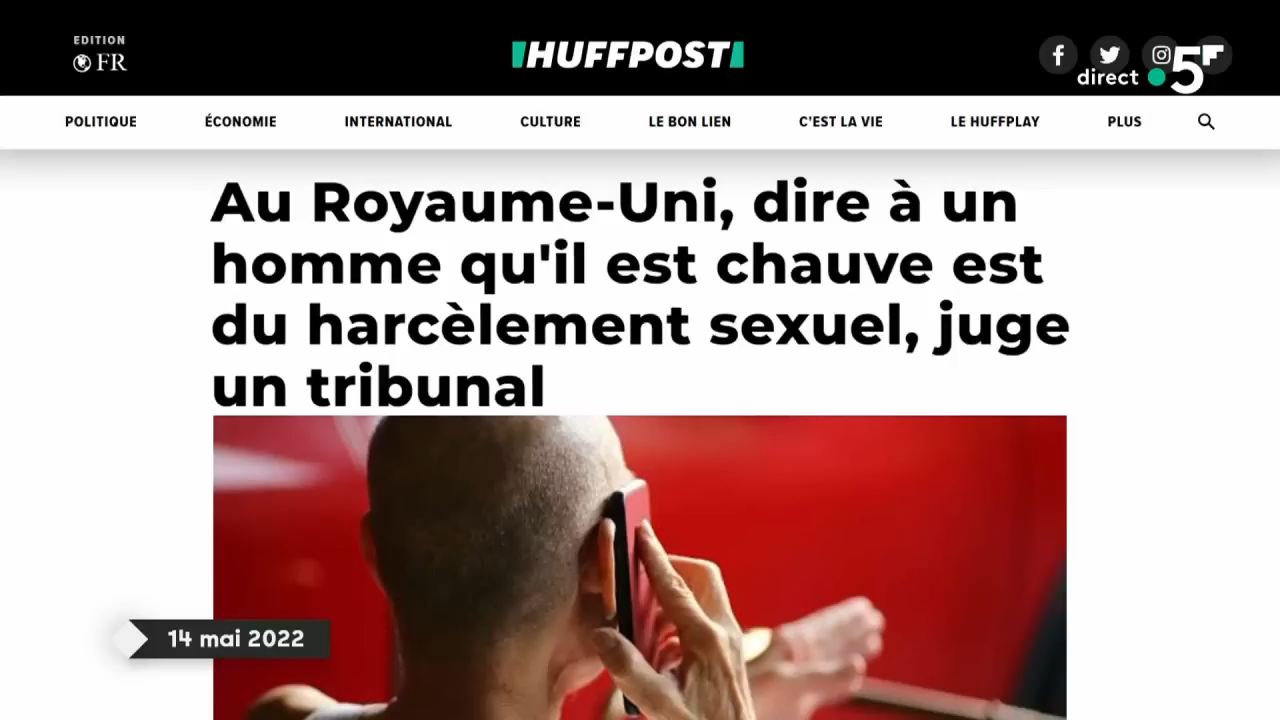 EDITION
FR
HUFFPOST
direct 5
POLITIQUE ÉCONOMIE INTERNATIONAL CULTURE LE BON LIEN C'EST LA VIE LE HUFFPLAY PLUS
Au Royaume-Uni, dire à un
homme qu'il est chauve est
du harcèlement sexuel, juge
un tribunal
14 mai 2022